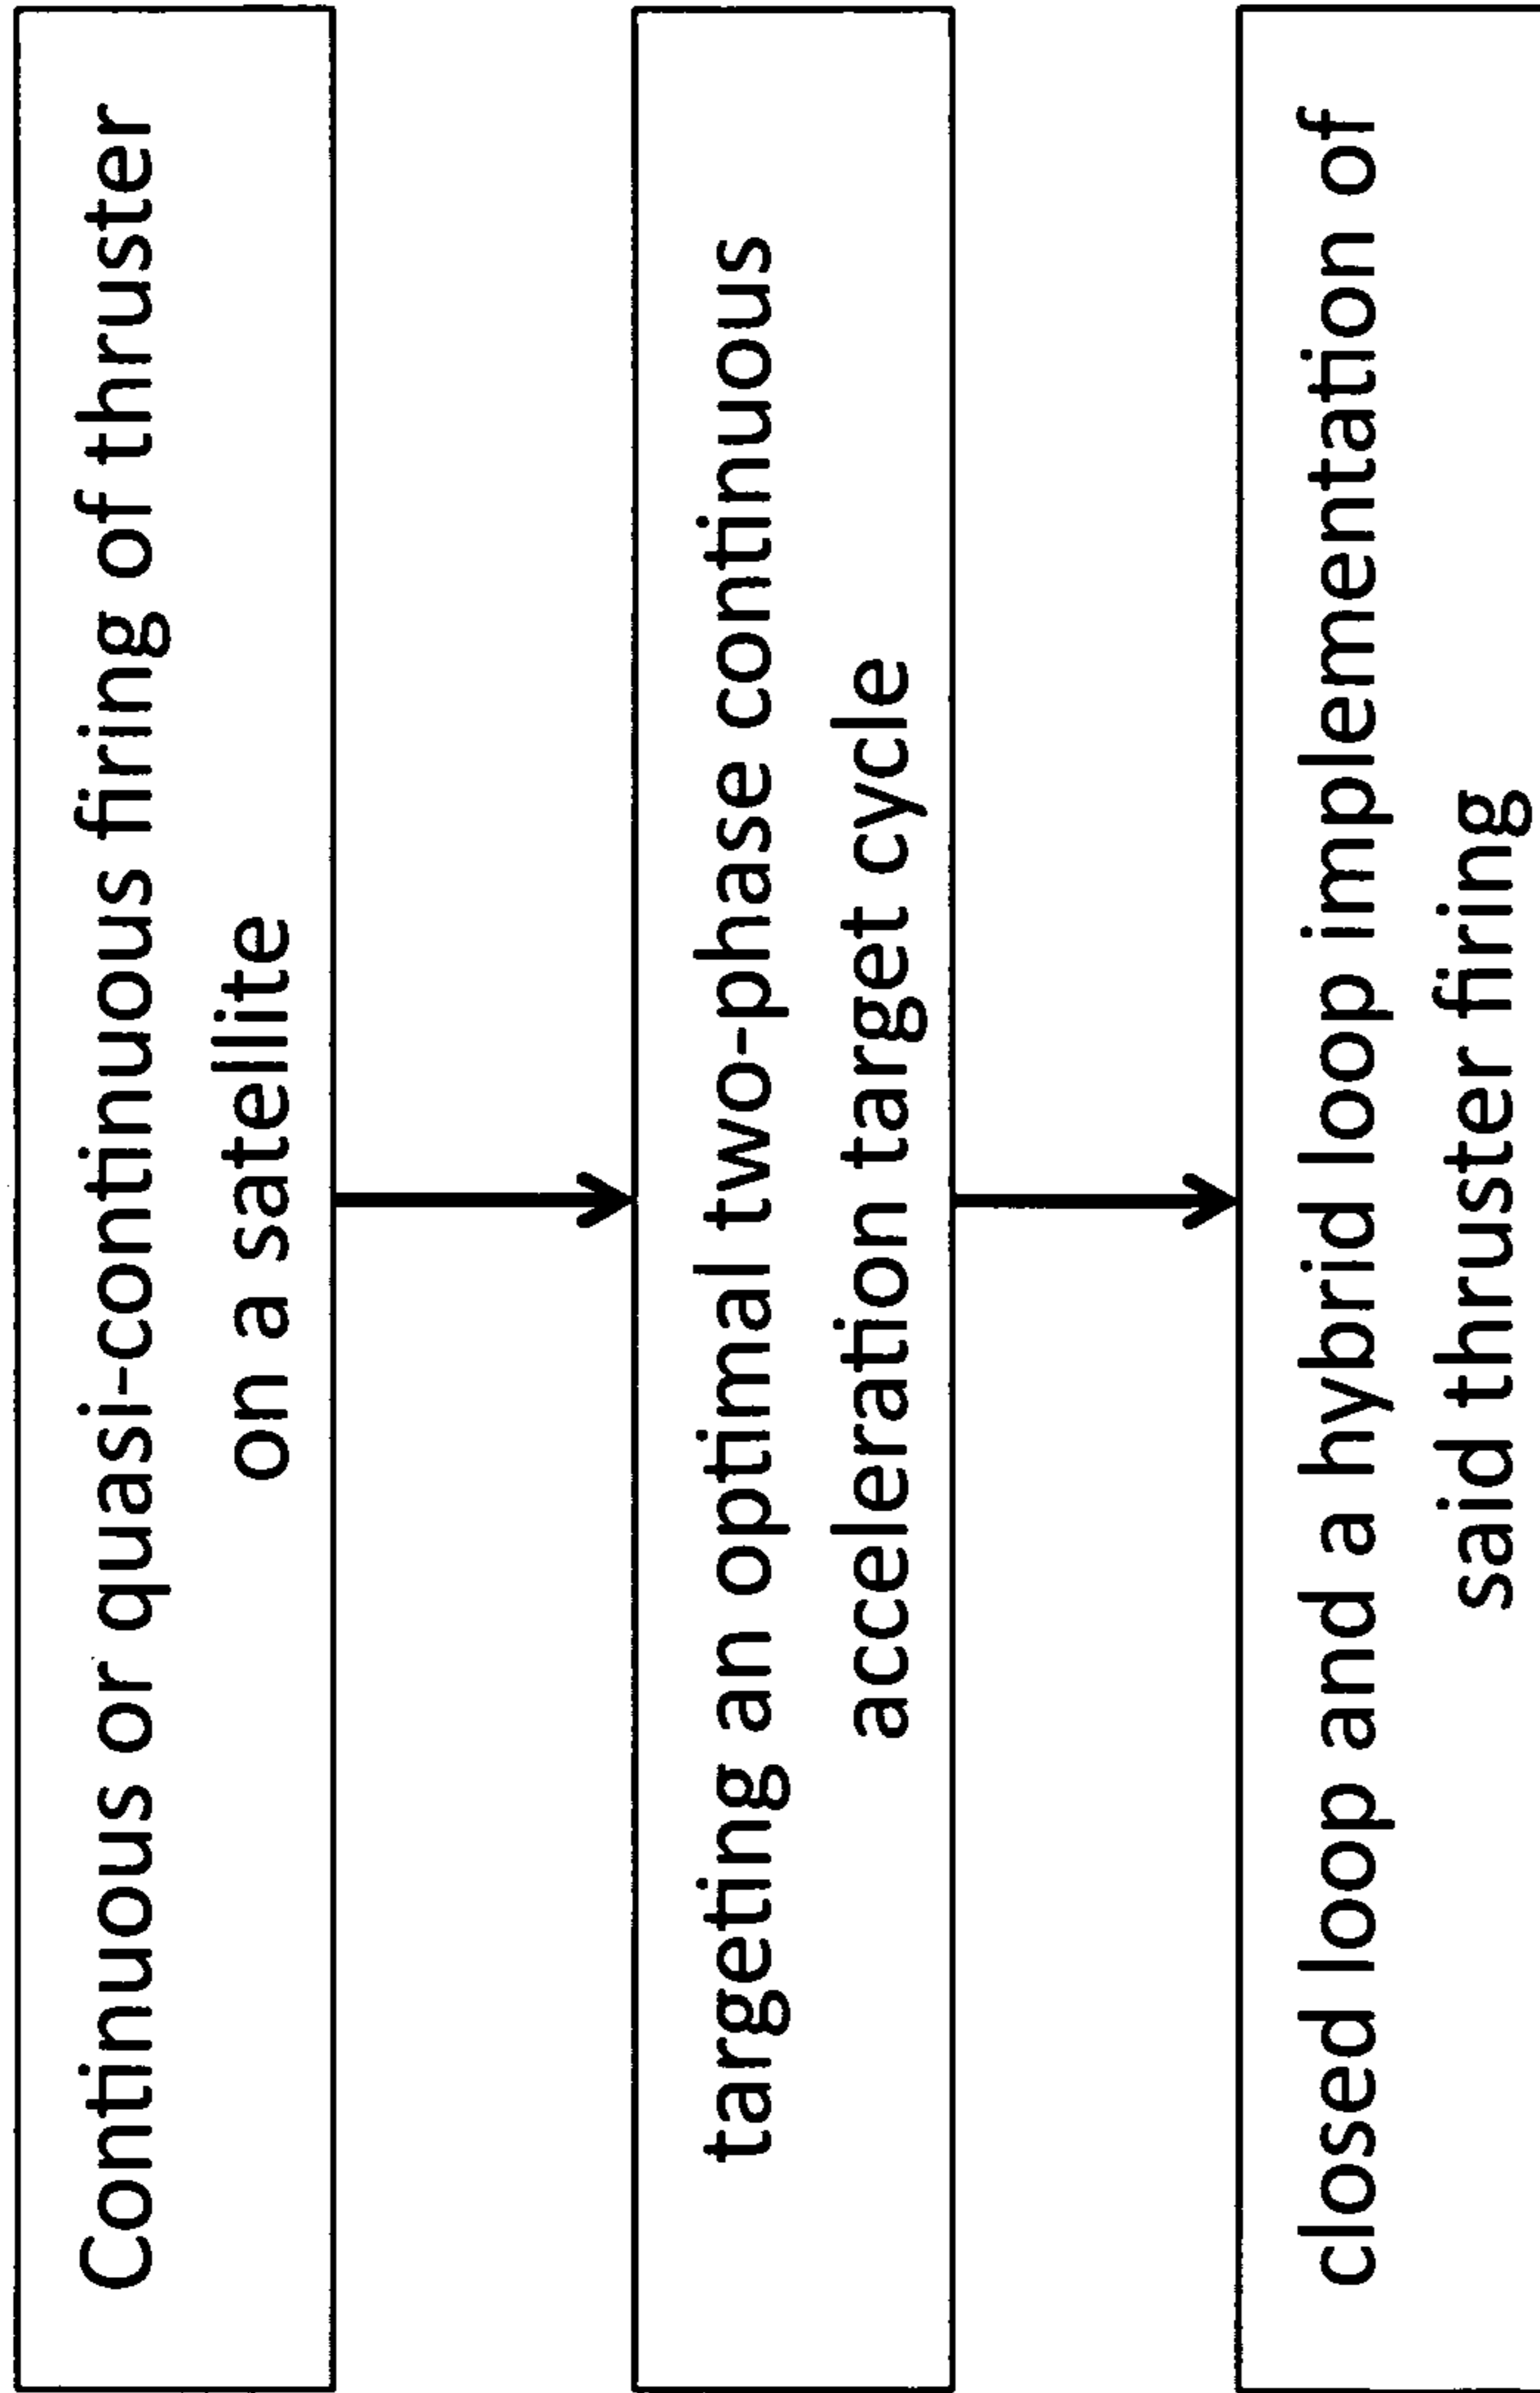 Continuous or quasi-continuous firing of thruster
on a satellite
targeting an optimal two-phase continuous
acceleration target cycle
closed loop and a hybrid loop implementation of
said thruster firing